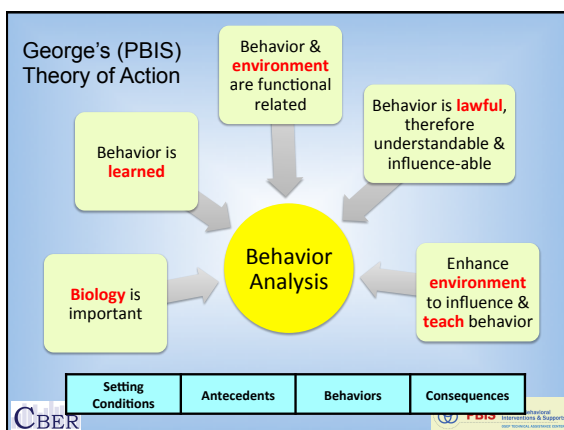 George's (PBIS)
Theory of Action
Behavior &
environment
are functional
related
Behavior is lawful,
therefore
understandable &
influence-able
Behavior is
learned
Behavior
Analysis
Biology is
important
Enhance
environment
to influence &
teach behavior
Setting
Conditions
Antecedents
Behaviors
Consequences
CBER
PBIS
Behavioral
Interventions & Supports